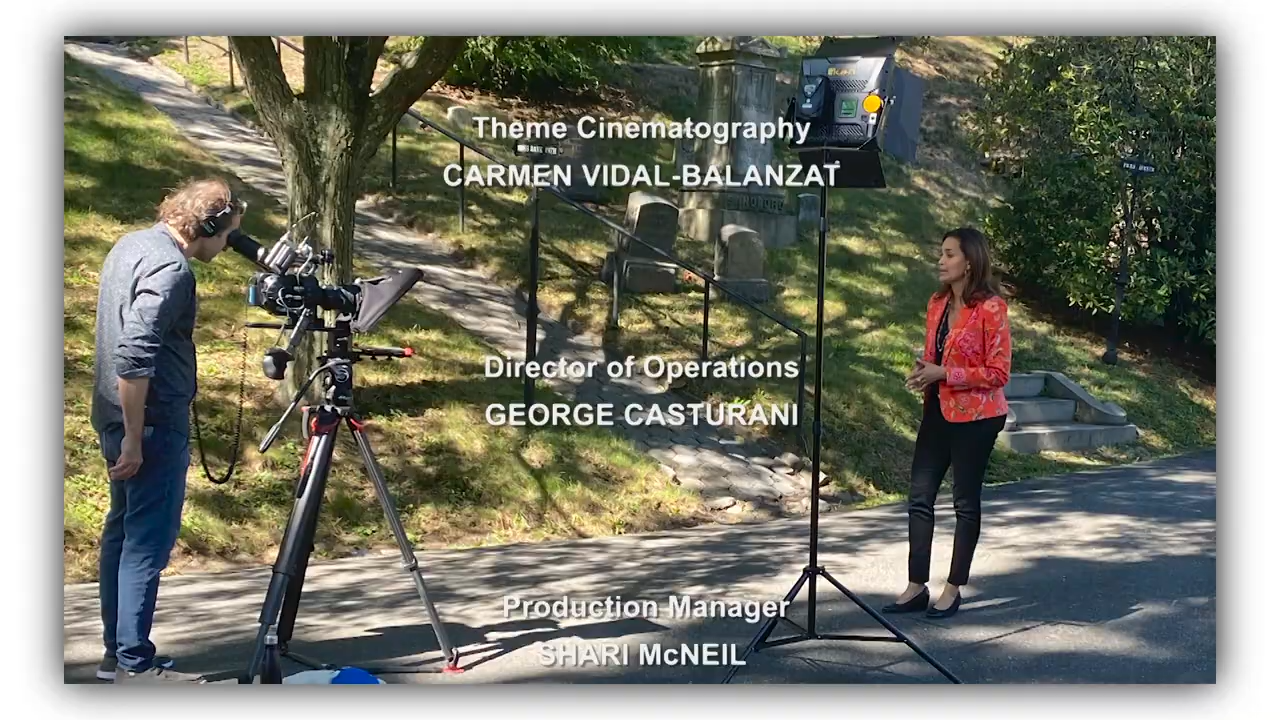 Theme Cinematography
CARMEN VIDAL-BALANZAT
Director of Operations
GEORGE CASTURANI
Production Manager
SHARI McNEIL